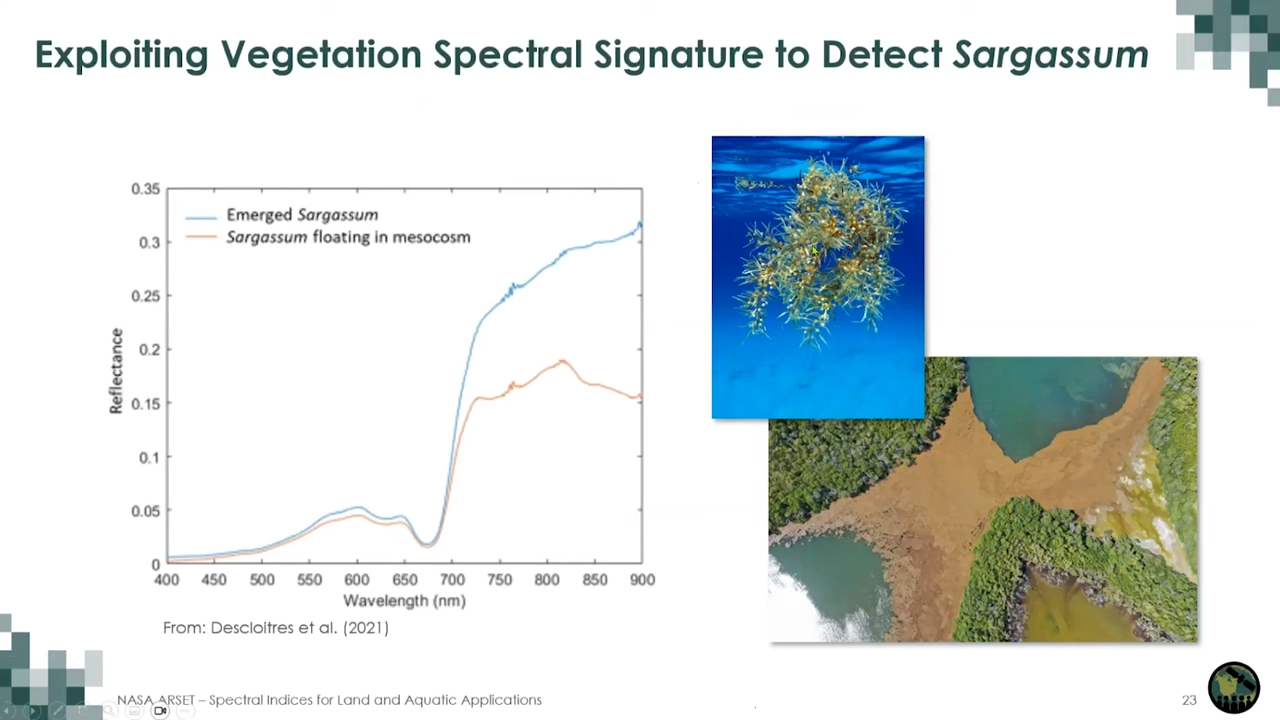 Exploiting Vegetation Spectral Signature to Detect Sargassum
0.35
0.3
0.25
0.2
0.15
0.1
0.05
0
Reflectance
Emerged Sargassum
Sargassum floating in mesocosm
400 450 500 550 600 650 700 750 800 850 900
Wavelength (nm)
From: Descloitres et al. (2021)
NASA ARSET – Spectral Indices for Land and Aquatic Applications
23